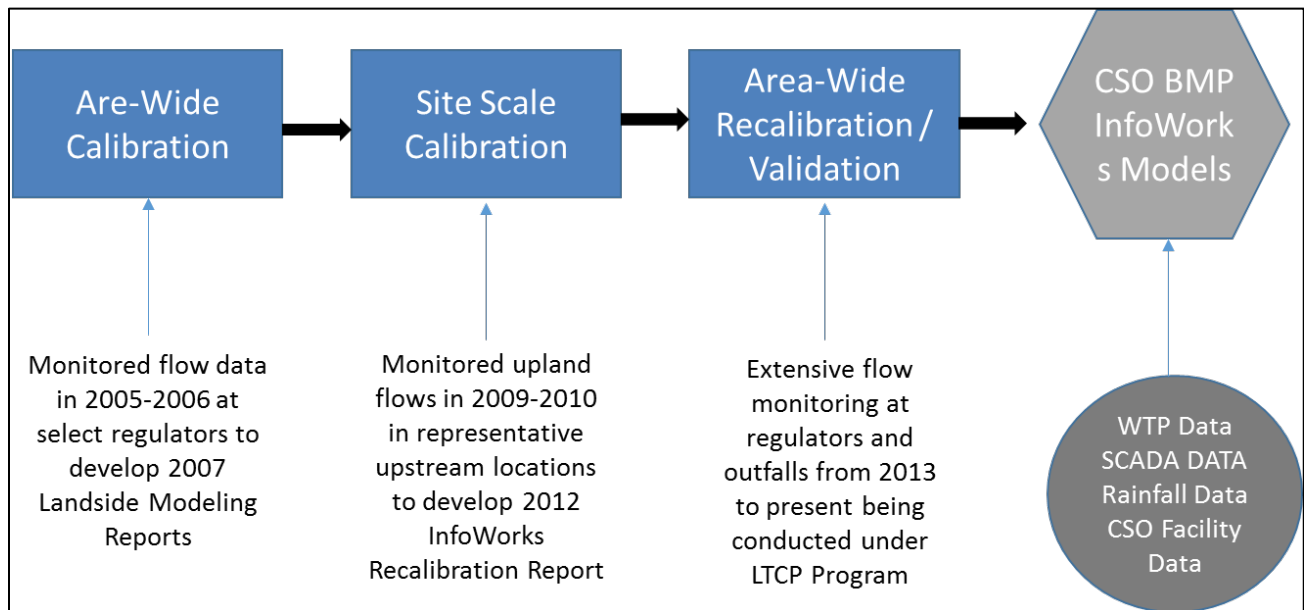 Are-Wide
Calibration
Site Scale
Calibration
Area-Wide
Recalibration /
Validation
CSO BMP
InfoWork
s Models
Monitored flow data
in 2005-2006 at
select regulators to
develop 2007
Landside Modeling
Reports
Monitored upland
flows in 2009-2010
in representative
upstream locations
to develop 2012
InfoWorks
Recalibration Report
Extensive flow
monitoring at
regulators and
outfalls from 2013
to present being
conducted under
LTCP Program
WTP Data
SCADA DATA
Rainfall Data
CSO Facility
Data